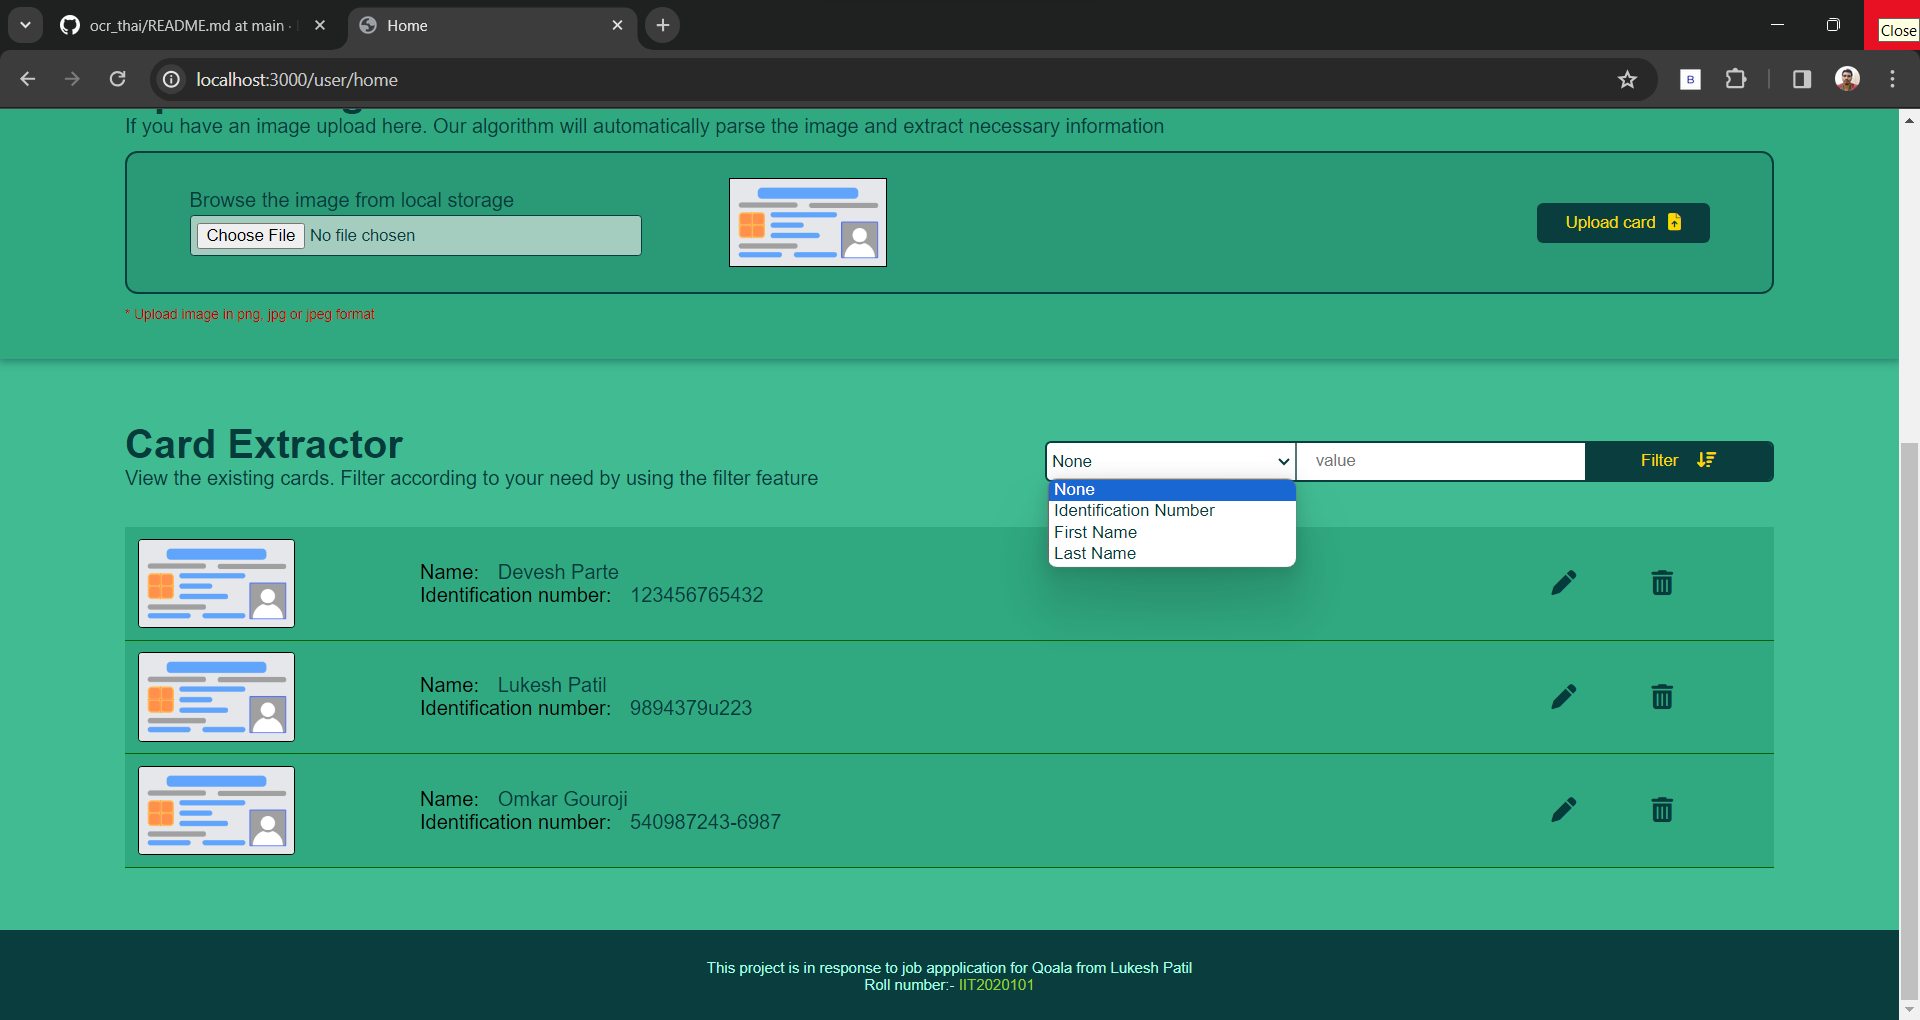 ocr_thai/README.md at main ·
Home
Close
localhost:3000/user/home
B
If you have an image upload here. Our algorithm will automatically parse the image and extract necessary information
Browse the image from local storage
Choose File No file chosen
Upload card
* Upload image in png, jpg or jpeg format
Card Extractor
View the existing cards. Filter according to your need by using the filter feature
None
value
Filter
None
Identification Number
First Name
Last Name
Name: Devesh Parte
Identification number: 123456765432
Name: Lukesh Patil
Identification number: 9894379u223
Name: Omkar Gouroji
Identification number: 540987243-6987
This project is in response to job appplication for Qoala from Lukesh Patil
Roll number:- IIT2020101